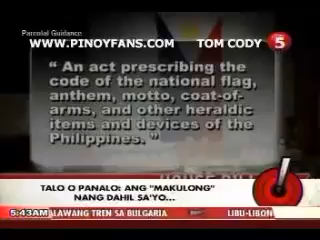 Parental Guidance
WWW.PINOYFANS.COM TOM CODY 5
“ An act prescribing the
code of the national flag,
anthem, motto, coat-of-
arms, and other heraldic
items and devices of the
Philippines. ”
TALO O PANALO: ANG "MAKULONG"
NANG DAHIL SA'YO...
5:43AM LAWANG TREN SA BULGARIA LIBU-LIBON